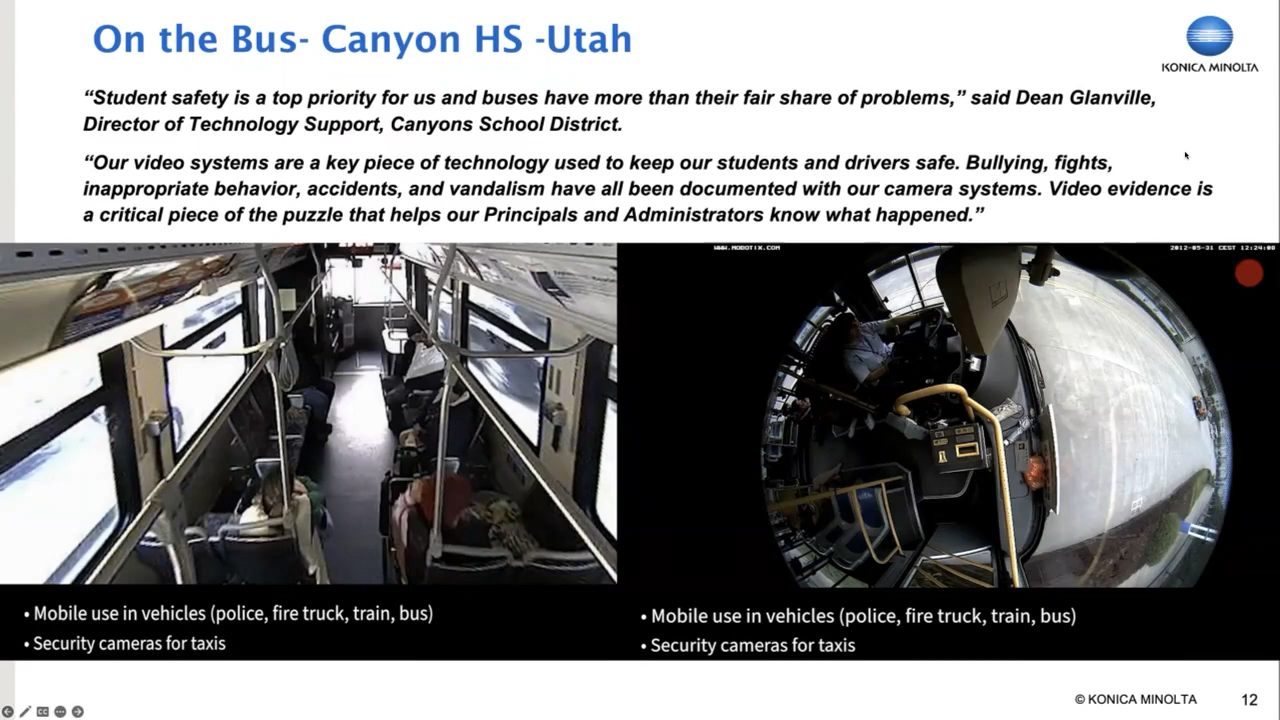 On the Bus- Canyon HS -Utah
KONICA MINOLTA
“Student safety is a top priority for us and buses have more than their fair share of problems,” said Dean Glanville,
Director of Technology Support, Canyons School District.
“Our video systems are a key piece of technology used to keep our students and drivers safe. Bullying, fights,
inappropriate behavior, accidents, and vandalism have all been documented with our camera systems. Video evidence is
a critical piece of the puzzle that helps our Principals and Administrators know what happened.”
WWW.MOBOTIX.COM
2012-05-31 CEST 12:24:00
• Mobile use in vehicles (police, fire truck, train, bus)
• Security cameras for taxis
• Mobile use in vehicles (police, fire truck, train, bus)
• Security cameras for taxis
CC
© KONICA MINOLTA
12